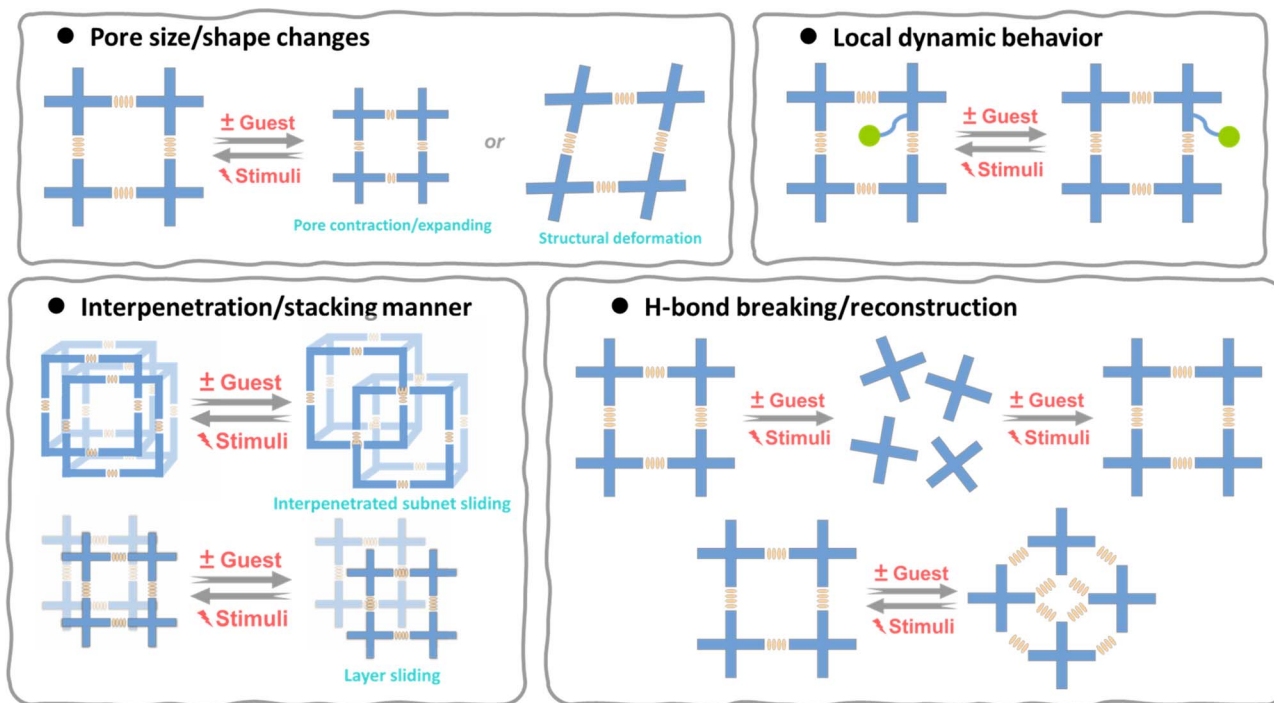 ● Pore size/shape changes
± Guest
Stimuli
or
Pore contraction/expanding
Structural deformation
● Local dynamic behavior
± Guest
Stimuli
● Interpenetration/stacking manner
± Guest
Stimuli
Interpenetrated subnet sliding
± Guest
Stimuli
Layer sliding
● H-bond breaking/reconstruction
± Guest
Stimuli
± Guest
Stimuli
± Guest
Stimuli